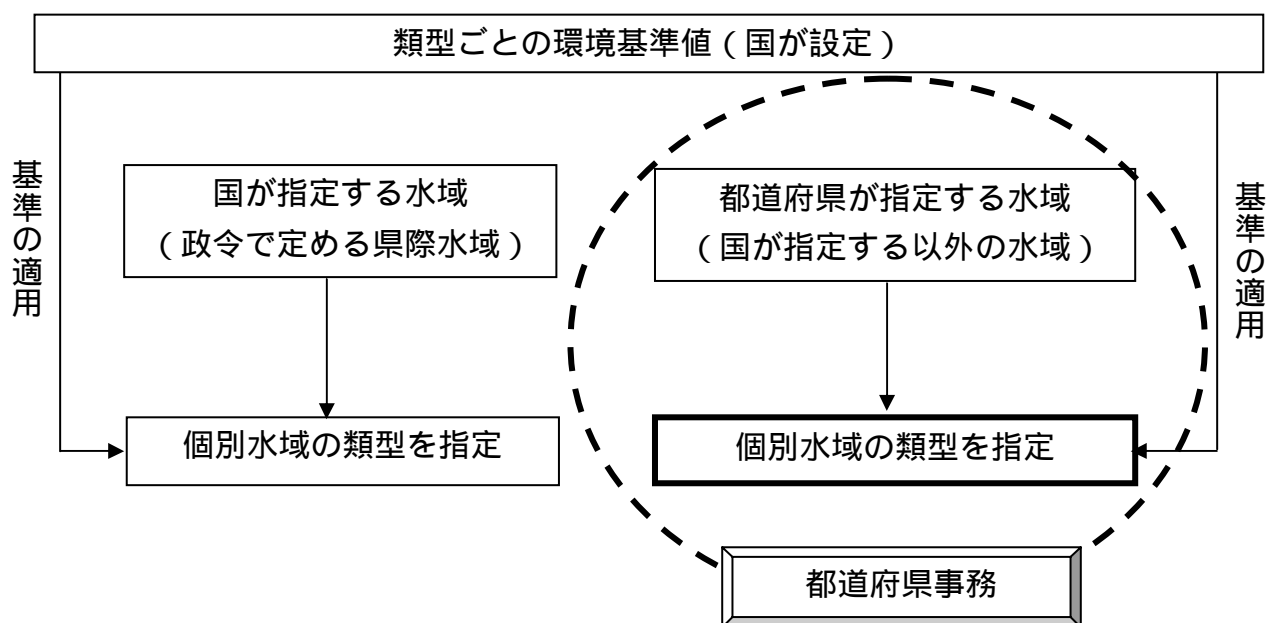 類型ごとの環境基準値（国が設定）
基準の適用
国が指定する水域
（政令で定める県際水域）
都道府県が指定する水域
（国が指定する以外の水域）
基準の適用
個別水域の類型を指定
個別水域の類型を指定
都道府県事務